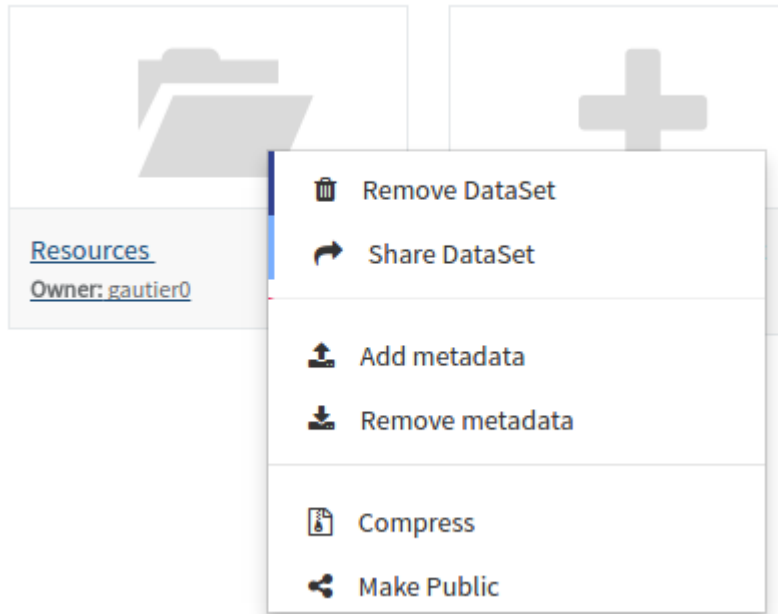 Resources
Owner: gautier0
Remove DataSet
Share DataSet
Add metadata
Remove metadata
Compress
Make Public